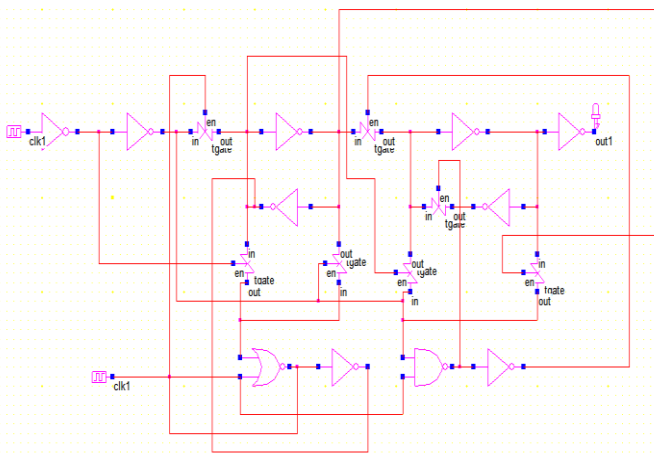 clk1
en
in
out
tgate
en
in
out
tgate
out1
en
in
out
tgate
in
en
tgate
out
out
tgate
in
out
en
tgate
in
in
en
tgate
out
clk1